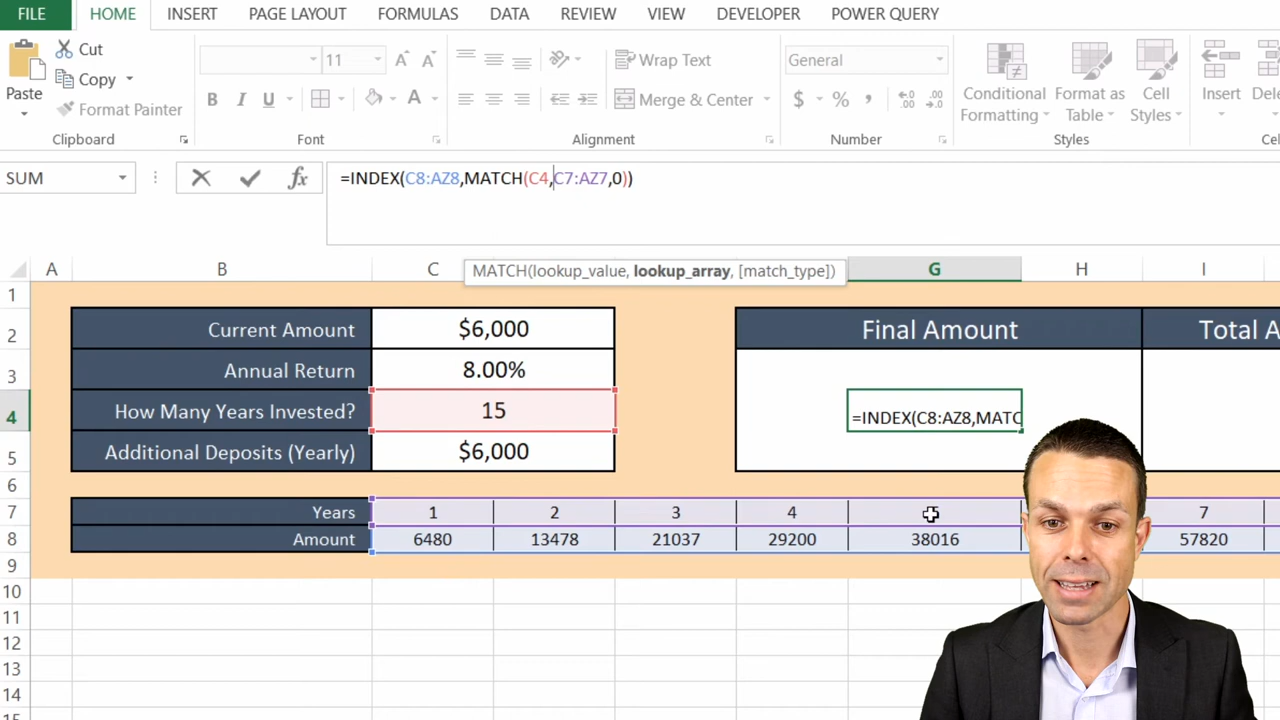 FILE HOME INSERT PAGE LAYOUT FORMULAS DATA REVIEW VIEW DEVELOPER POWER QUERY
Cut
Copy
Format Painter
Paste
11 A A
B I U A
Wrap Text
Merge & Center
General
$ % , .00 .0
Conditional Formatting
Format as Table
Cell Styles
Insert
Clipboard Font Alignment Number Styles
SUM fx =INDEX(C8:AZ8,MATCH(C4,C7:AZ7,0))
MATCH(lookup_value, lookup_array, [match_type])
A B C G H I
1
2 Current Amount $6,000 Final Amount Total
3 Annual Return 8.00%
4 How Many Years Invested? 15 =INDEX(C8:AZ8,MATC
5 Additional Deposits (Yearly) $6,000
6
7 Years 1 2 3 4 7
8 Amount 6480 13478 21037 29200 38016 57820
9
10
11
12
13
14
15